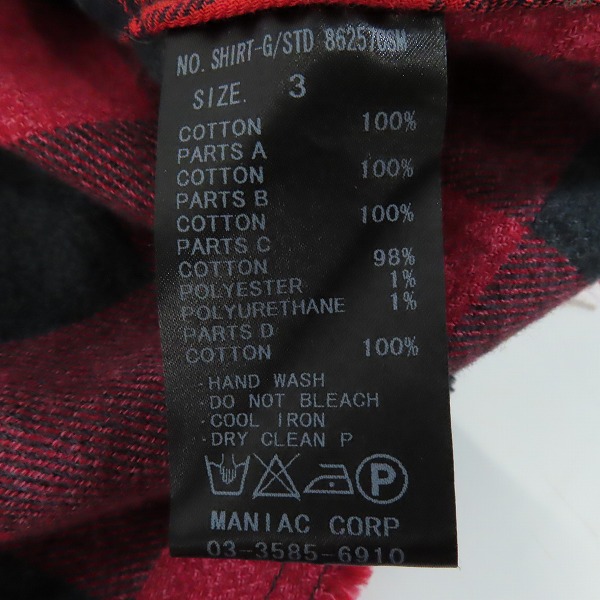 NO. SHIRT-G/STD
SIZE. 3
COTTON 100%
PARTS A
COTTON 100%
PARTS B
COTTON 100%
PARTS C
COTTON 98%
POLYESTER 1%
POLYURETHANE 1%
PARTS D
COTTON 100%
·HAND WASH
·DO NOT BLEACH
·COOL IRON
·DRY CLEAN P
P
MANIAC CORP
03-3585-6910